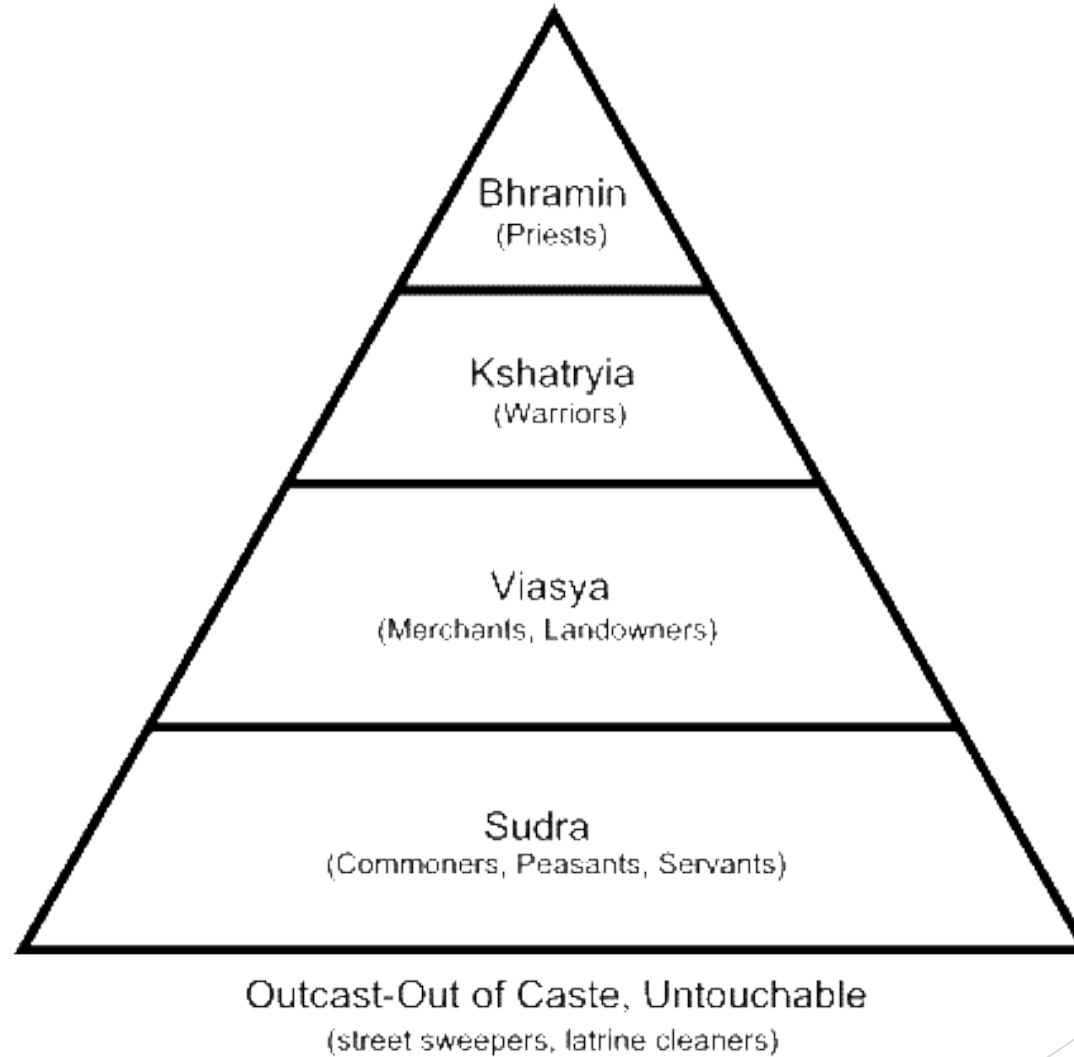 Bhramin
(Priests)
Kshatryia
(Warriors)
Viasya
(Merchants, Landowners)
Sudra
(Commoners, Peasants, Servants)
Outcast-Out of Caste, Untouchable
(street sweepers, latrine cleaners)